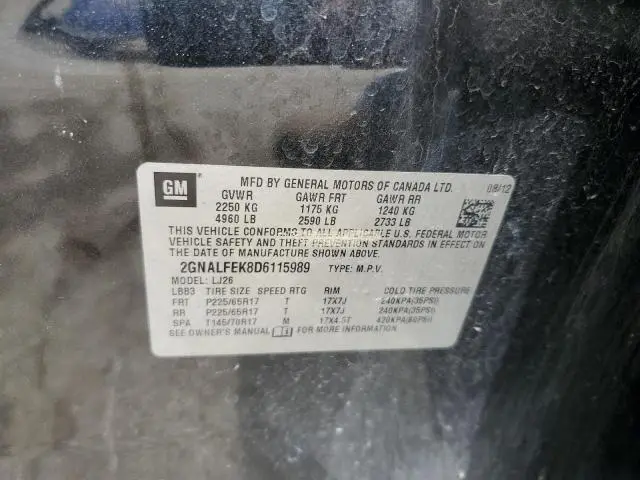 GM
MFD BY GENERAL MOTORS OF CANADA LTD. 08/12
GVWR GAWR FRT GAWR RR
2250 KG 1175 KG 1240 KG
4960 LB 2590 LB 2733 LB
THIS VEHICLE CONFORMS TO ALL APPLICABLE U.S. FEDERAL MOTOR
VEHICLE SAFETY AND THEFT PREVENTION STANDARDS IN EFFECT ON
THE DATE OF MANUFACTURE SHOWN ABOVE.
2GNALFEK8D6115989 TYPE: M.P.V.
MODEL: LJ26
LBB3 TIRE SIZE SPEED RTG RIM COLD TIRE PRESSURE
FRT P225/65R17 T 17X7J 240KPA(35PSI)
RR P225/65R17 T 17X7J 240KPA(35PSI)
SPA T145/70R17 M 17X4.5T 420KPA(60PSI)
SEE OWNER'S MANUAL FOR MORE INFORMATION